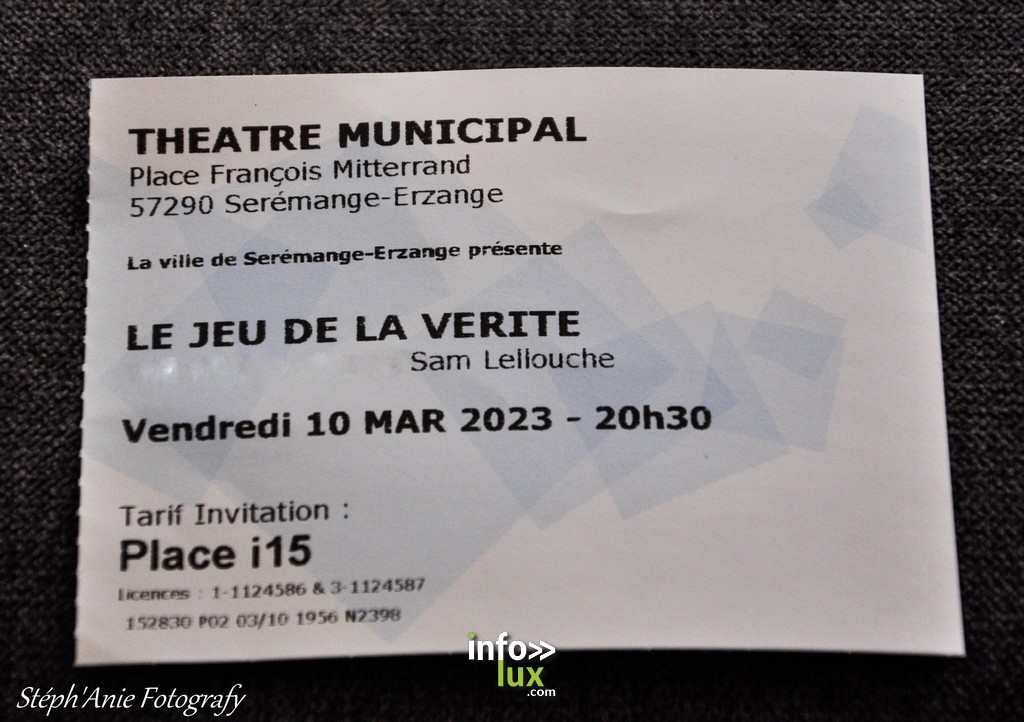 THEATRE MUNICIPAL
Place François Mitterrand
57290 Serémange-Erzange
La ville de Serémange-Erzange présente
LE JEU DE LA VERITE
Sam Lellouche
Vendredi 10 MAR 2023 - 20h30
Tarif Invitation :
Place i15
Licences : 1-1124586 & 3-1124587
152830 P02 03/10 1956 N2398
info>>
lux
.com
Stéph'Anie Fotografy